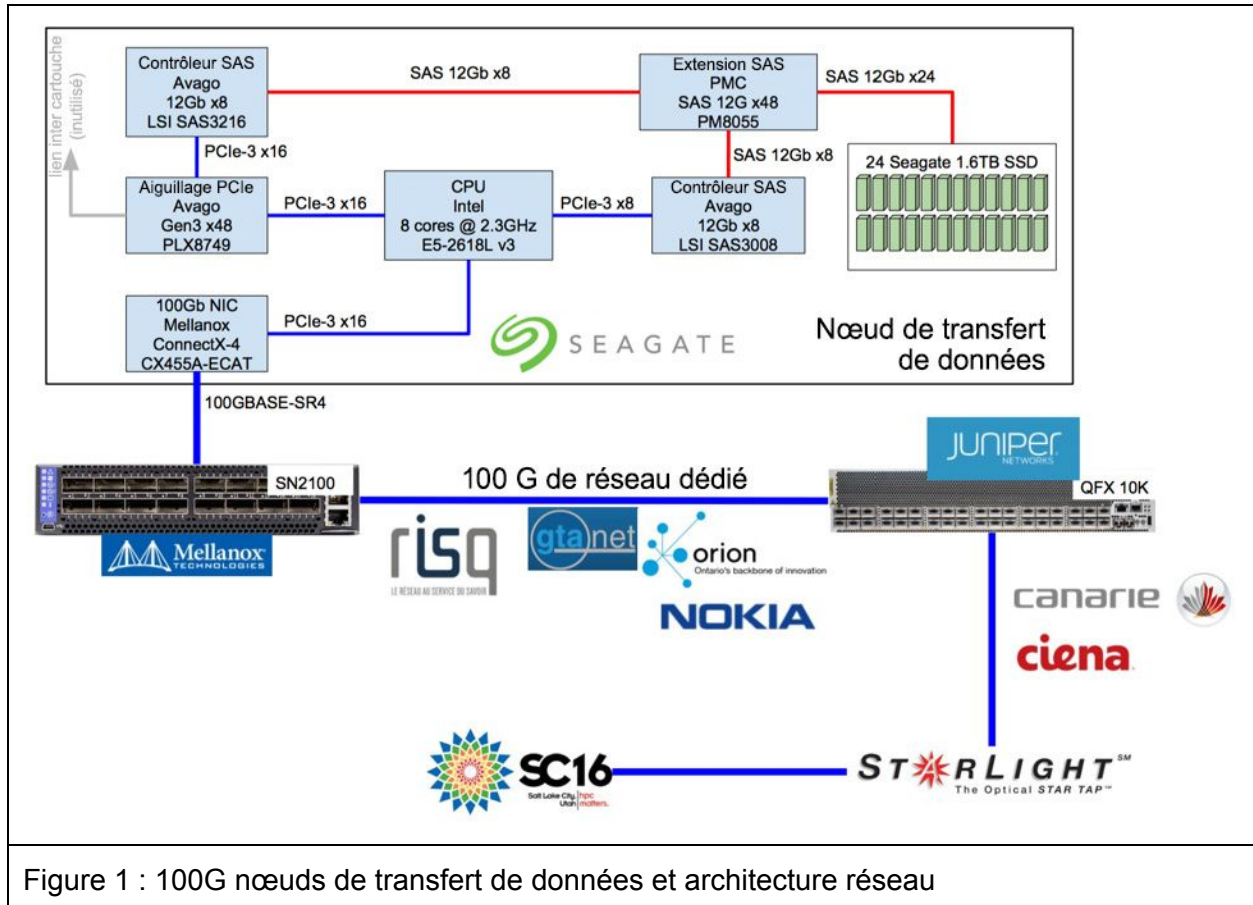 Contrôleur SAS
Avago
12Gb x8
LSI SAS3216
SAS 12Gb x8
Extension SAS
PMC
SAS 12G x48
PM8055
SAS 12Gb x24
lien inter cartouche
(inutilisé)
PCIe-3 x16
SAS 12Gb x8
24 Seagate 1.6TB SSD
Aiguillage PCIe
Avago
Gen3 x48
PLX8749
PCIe-3 x16
CPU
Intel
8 cores @ 2.3GHz
E5-2618L v3
PCIe-3 x8
Contrôleur SAS
Avago
12Gb x8
LSI SAS3008
100Gb NIC
Mellanox
ConnectX-4
CX455A-ECAT
PCIe-3 x16
SEAGATE
Nœud de transfert
de données
100GBASE-SR4
SN2100
100 G de réseau dédié
JUNIPER
NETWORKS
QFX 10K
Mellanox
TECHNOLOGIES
risq
LE RÉSEAU AU SERVICE DU SAVOIR
gtanet
orion
Ontario's backbone of innovation
NOKIA
canarie
ciena
SC16
Salt Lake City,
Utah
hpc
matters.
STARLIGHT SM
The Optical STAR TAP™
Figure 1 : 100G nœuds de transfert de données et architecture réseau